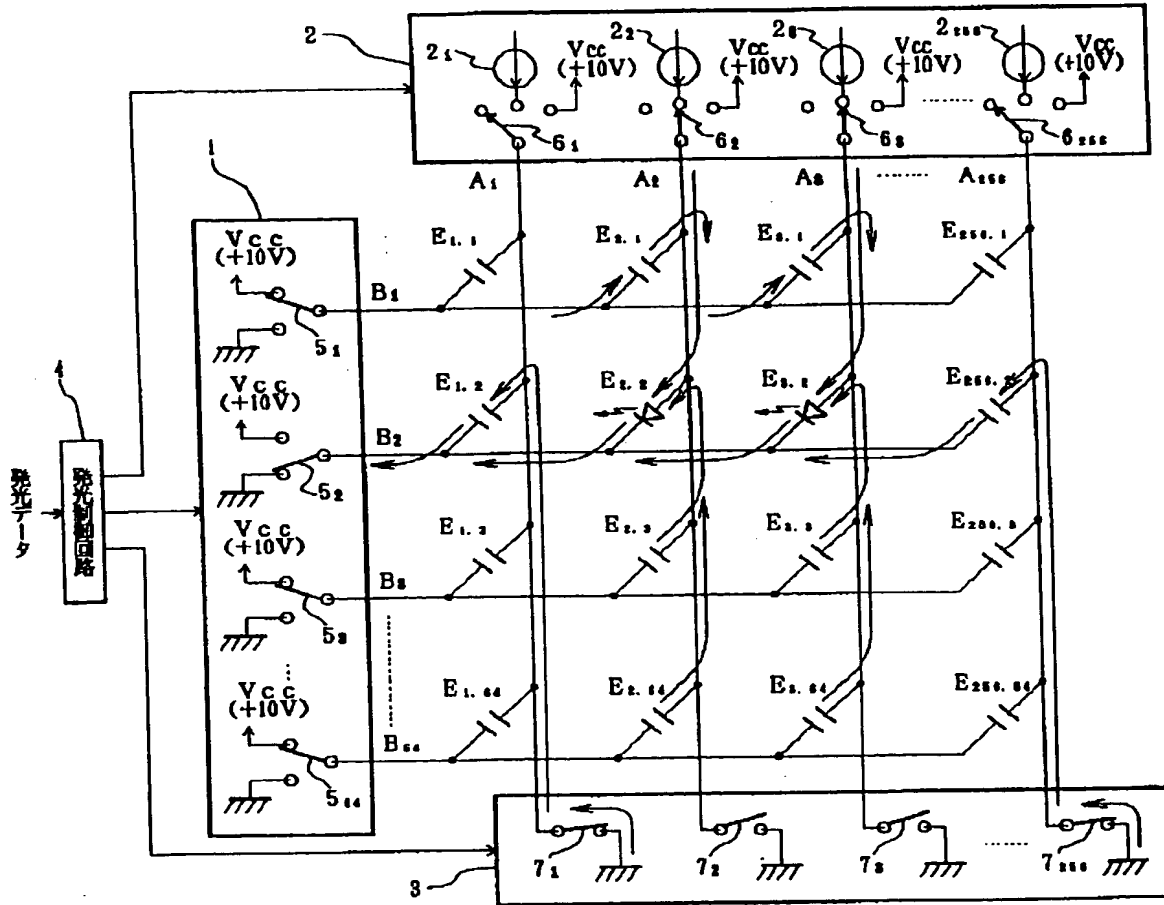 2
2₁
Vcc
(+10V)
2₂
Vcc
(+10V)
2₃
Vcc
(+10V)
2₂₅₆
Vcc
(+10V)
6₁
6₂
6₃
6₂₅₆
A₁
A₂
A₃
A₂₅₆
1
Vcc
(+10V)
5₁
B₁
E₁.₁
E₂.₁
E₃.₁
E₂₅₆.₁
4
発光データ
発光制御回路
Vcc
(+10V)
5₂
B₂
E₁.₂
E₂.₂
E₃.₂
E₂₅₆.₂
Vcc
(+10V)
5₃
B₃
E₁.₃
E₂.₃
E₃.₃
E₂₅₆.₃
Vcc
(+10V)
5₆₄
B₆₄
E₁.₆₄
E₂.₆₄
E₃.₆₄
E₂₅₆.₆₄
7₁
7₂
7₃
7₂₅₆
3